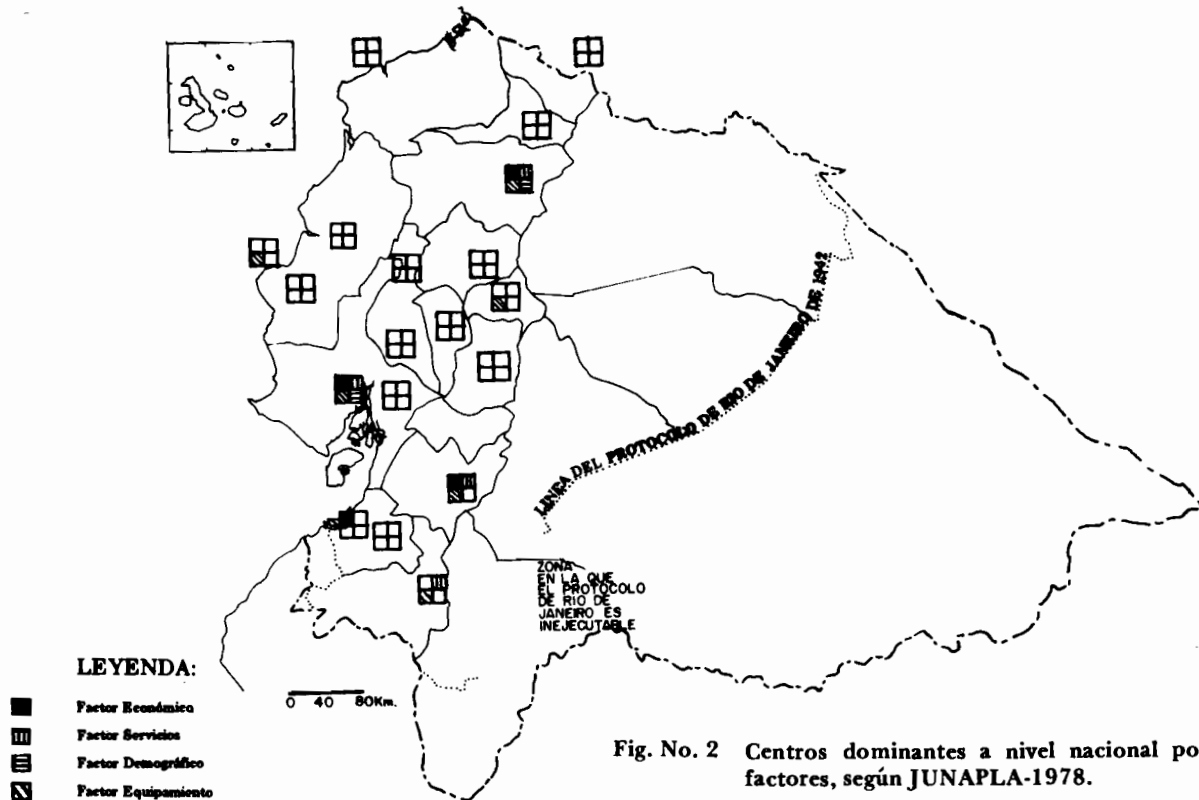 LINEA DEL PROTOCOLO DE RIO DE JANEIRO DE 1942
ZONA
EN LA QUE
EL PROTOCOLO
DE RIO DE
JANEIRO ES
INEJECUTABLE
LEYENDA:
Factor Económico
Factor Servicios
Factor Demográfico
Factor Equipamiento
0 40 80Km.
Fig. No. 2 Centros dominantes a nivel nacional po
factores, según JUNAPLA-1978.